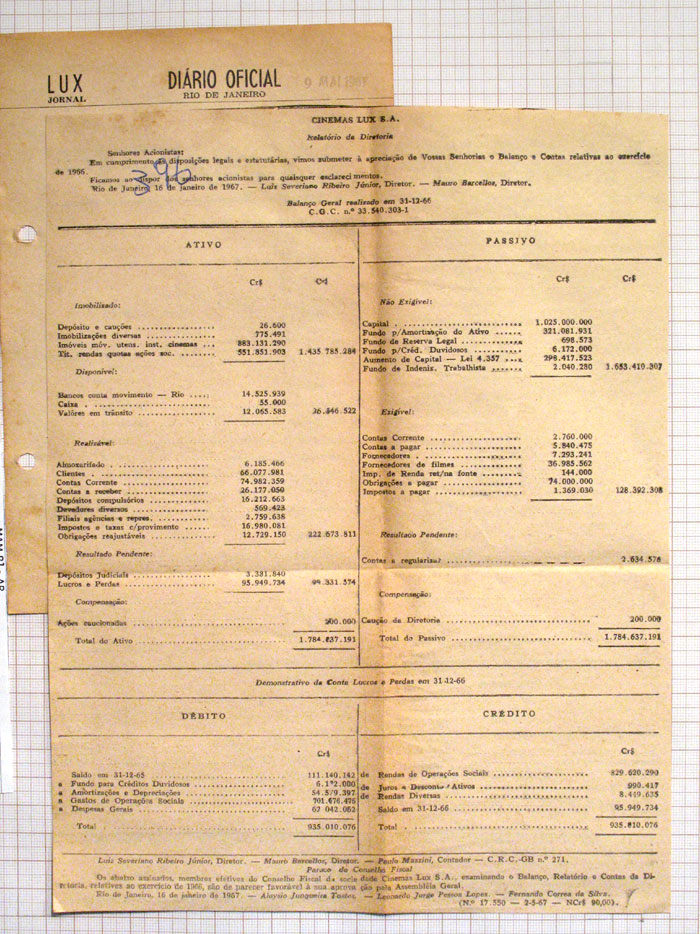 LUX
JORNAL
DIÁRIO OFICIAL
RIO DE JANEIRO
CINEMAS LUX S.A.
Relatório da Diretoria
Senhores Acionistas:
Em cumprimento às disposições legais e estatutárias, vimos submeter à apreciação de Vossas Senhorias o Balanço e Contas relativas ao exercício
de 1966.
Ficamos ao dispor dos senhores acionistas para quaisquer esclarecimentos.
Rio de Janeiro, 16 de janeiro de 1967. — Luiz Severiano Ribeiro Júnior, Diretor. — Mauro Barcellos, Diretor.
396
Balanço Geral realizado em 31-12-66
C.G.C. n.º 33.540.303-1
ATIVO
Cr$ Cr$
Imobilizado:
Depósito e cauções 26.600
Imobilizações diversas 775.491
Imóveis móv. utens. inst. cinemas 883.131.290
Tít. rendas quotas ações soc. 551.851.903 1.435.785.284
Disponível:
Bancos conta movimento — Rio 14.525.939
Caixa 55.000
Valôres em trânsito 12.065.583 26.646.522
Realizável:
Almoxarifado 6.185.466
Clientes 66.077.981
Contas Corrente 74.982.359
Contas a receber 26.177.050
Depósitos compulsórios 16.212.663
Devedores diversos 569.423
Filiais agências e repres. 2.759.638
Impostos e taxas c/provimento 16.980.081
Obrigações reajustáveis 12.729.150 222.673.811
Resultado Pendente:
Depósitos Judiciais 3.381.840
Lucros e Perdas 95.949.734 99.331.574
Compensação:
Ações caucionadas 200.000
Total do Ativo 1.784.637.191
PASSIVO
Cr$ Cr$
Não Exigível:
Capital 1.025.000.000
Fundo p/Amortização do Ativo 321.081.931
Fundo de Reserva Legal 698.573
Fundo p/Créd. Duvidosos 6.172.000
Aumento de Capital — Lei 4.357 298.417.523
Fundo de Indeniz. Trabalhista 2.040.280 1.653.410.307
Exigível:
Contas Corrente 2.760.000
Contas a pagar 5.840.475
Fornecedores 7.293.241
Fornecedores de filmes 36.985.562
Imp. de Renda ret/na fonte 144.000
Obrigações a pagar 74.000.000
Impostos a pagar 1.369.030 128.392.308
Resultado Pendente:
Contas a regularizar 2.634.576
Compensação:
Caução da Diretoria 200.000
Total do Passivo 1.784.637.191
Demonstrativo da Conta Lucros e Perdas em 31-12-66
DÉBITO
Cr$
Saldo em 31-12-65 111.140.142
a Fundo para Créditos Duvidosos 6.172.000
a Amortizações e Depreciações 54.579.397
a Gastos de Operações Sociais 701.076.475
a Despesas Gerais 62.042.062
Total 935.010.076
CRÉDITO
Cr$
de Rendas de Operações Sociais 829.620.290
de Juros e Descontos Ativos 990.417
de Rendas Diversas 8.449.635
Saldo em 31-12-66 95.949.734
Total 935.010.076
Luiz Severiano Ribeiro Júnior, Diretor. — Mauro Barcellos, Diretor. — Paulo Mazzini, Contador — C.R.C.-GB n.º 271.
Parecer do Conselho Fiscal
Os abaixo assinados, membros efetivos do Conselho Fiscal da sociedade Cinemas Lux S.A., examinando o Balanço, Relatório e Contas da Di-
retoria, relativas ao exercício de 1966, são de parecer favorável à sua aprovação pela Assembléia Geral.
Rio de Janeiro, 16 de janeiro de 1967. — Aloysio Jungueira Tostes. — Leonardo Jorge Pessoa Lopes. — Fernando Correa da Silva.
(N.º 17.550 — 2-5-67 — NCr$ 90,00).